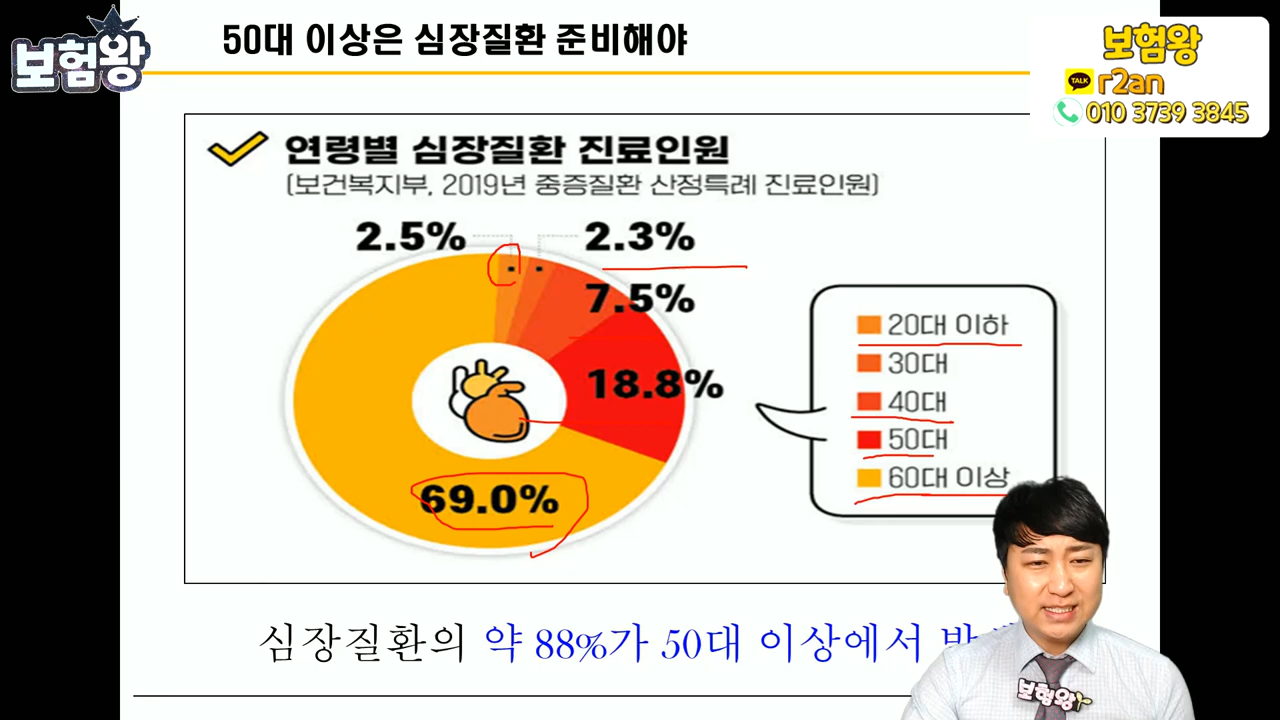 보험왕
50대 이상은 심장질환 준비해야
보험왕
TALK r2an
010 3739 3845
연령별 심장질환 진료인원
(보건복지부, 2019년 중증질환 산정특례 진료인원)
2.5%
2.3%
7.5%
18.8%
69.0%
20대 이하
30대
40대
50대
60대 이상
심장질환의 약 88%가 50대 이상에서
보험왕